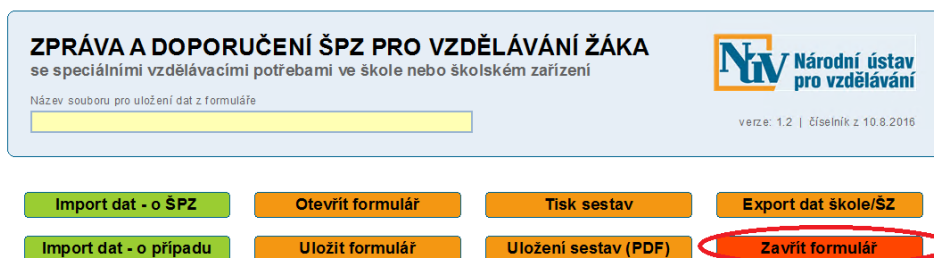 ZPRÁVA A DOPORUČENÍ ŠPZ PRO VZDĚLÁVÁNÍ ŽÁKA
se speciálními vzdělávacími potřebami ve škole nebo školském zařízení
Název souboru pro uložení dat z formuláře
NÚV Národní ústav
pro vzdělávání
verze: 1.2 | číselník z 10.8.2016
Import dat - o ŠPZ
Otevřít formulář
Tisk sestav
Export dat škole/ŠZ
Import dat - o případu
Uložit formulář
Uložení sestav (PDF)
Zavřít formulář